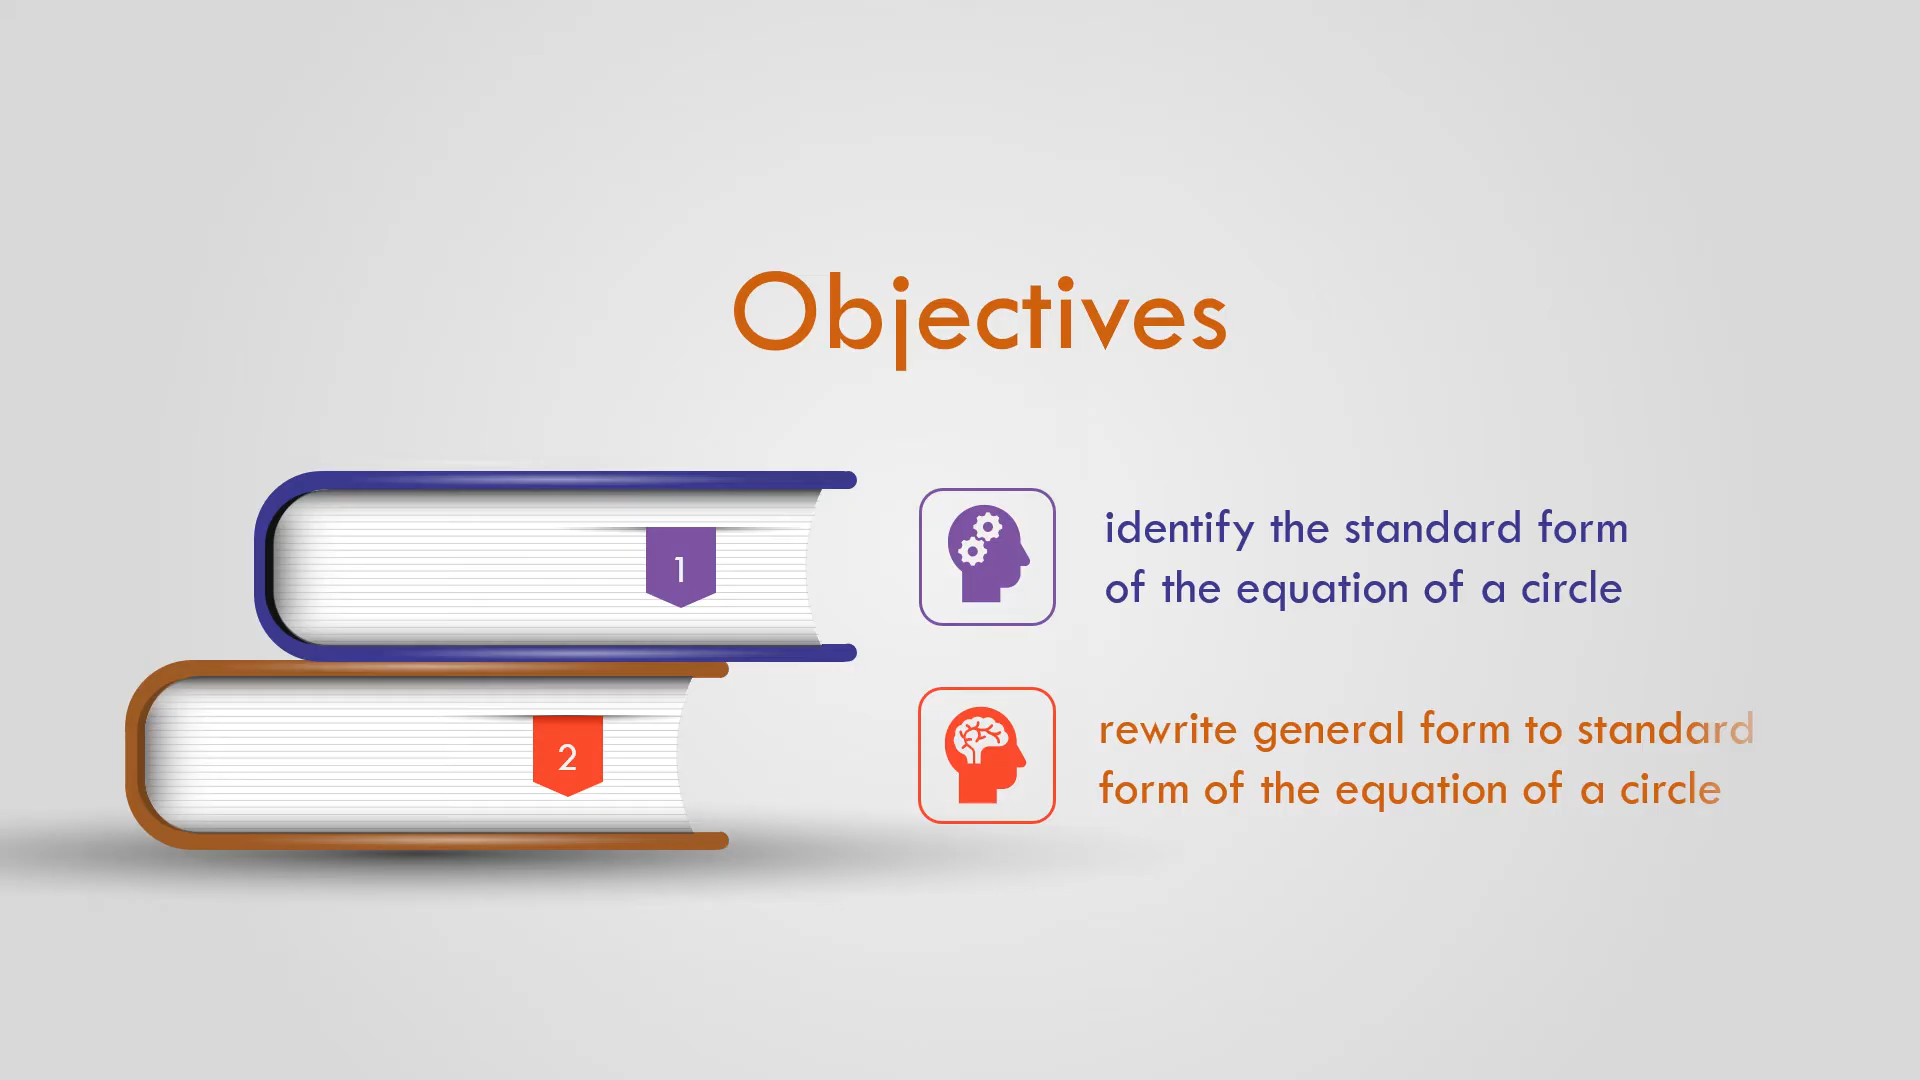 Objectives
1
identify the standard form
of the equation of a circle
2
rewrite general form to standard
form of the equation of a circle